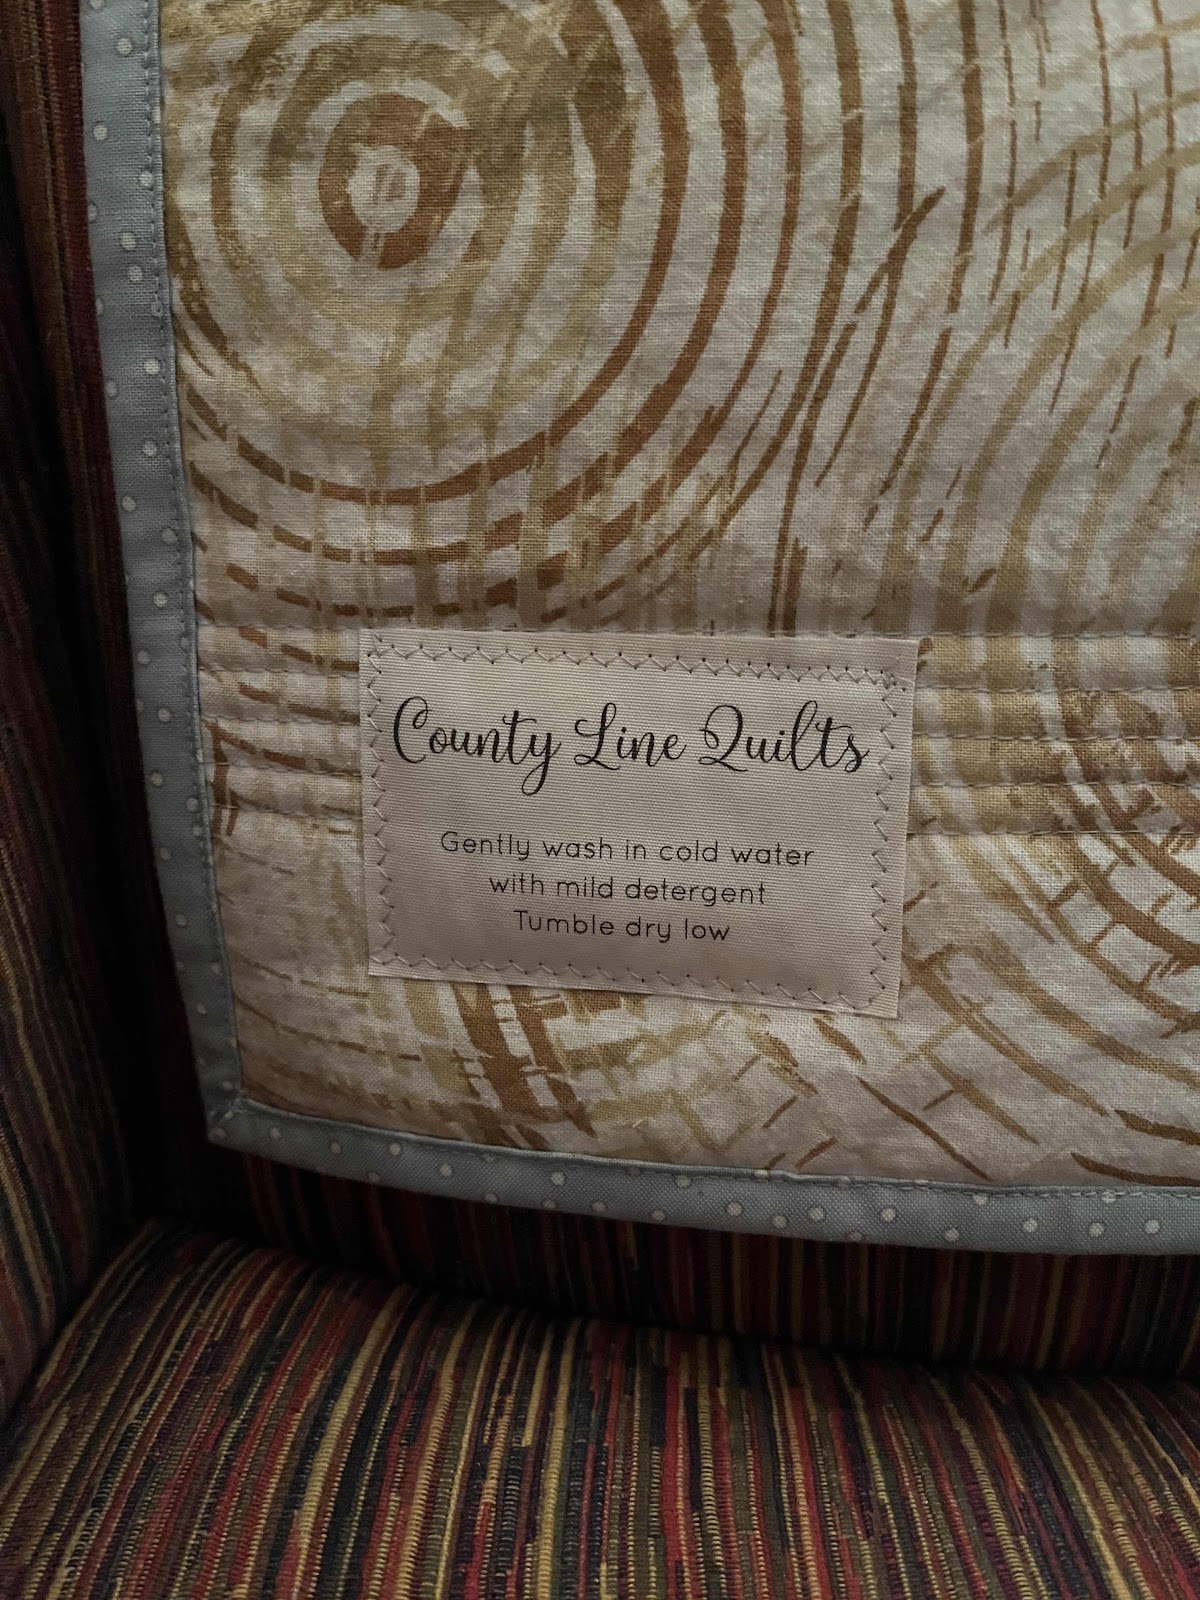 County Line Quilts
Gently wash in cold water
with mild detergent
Tumble dry low